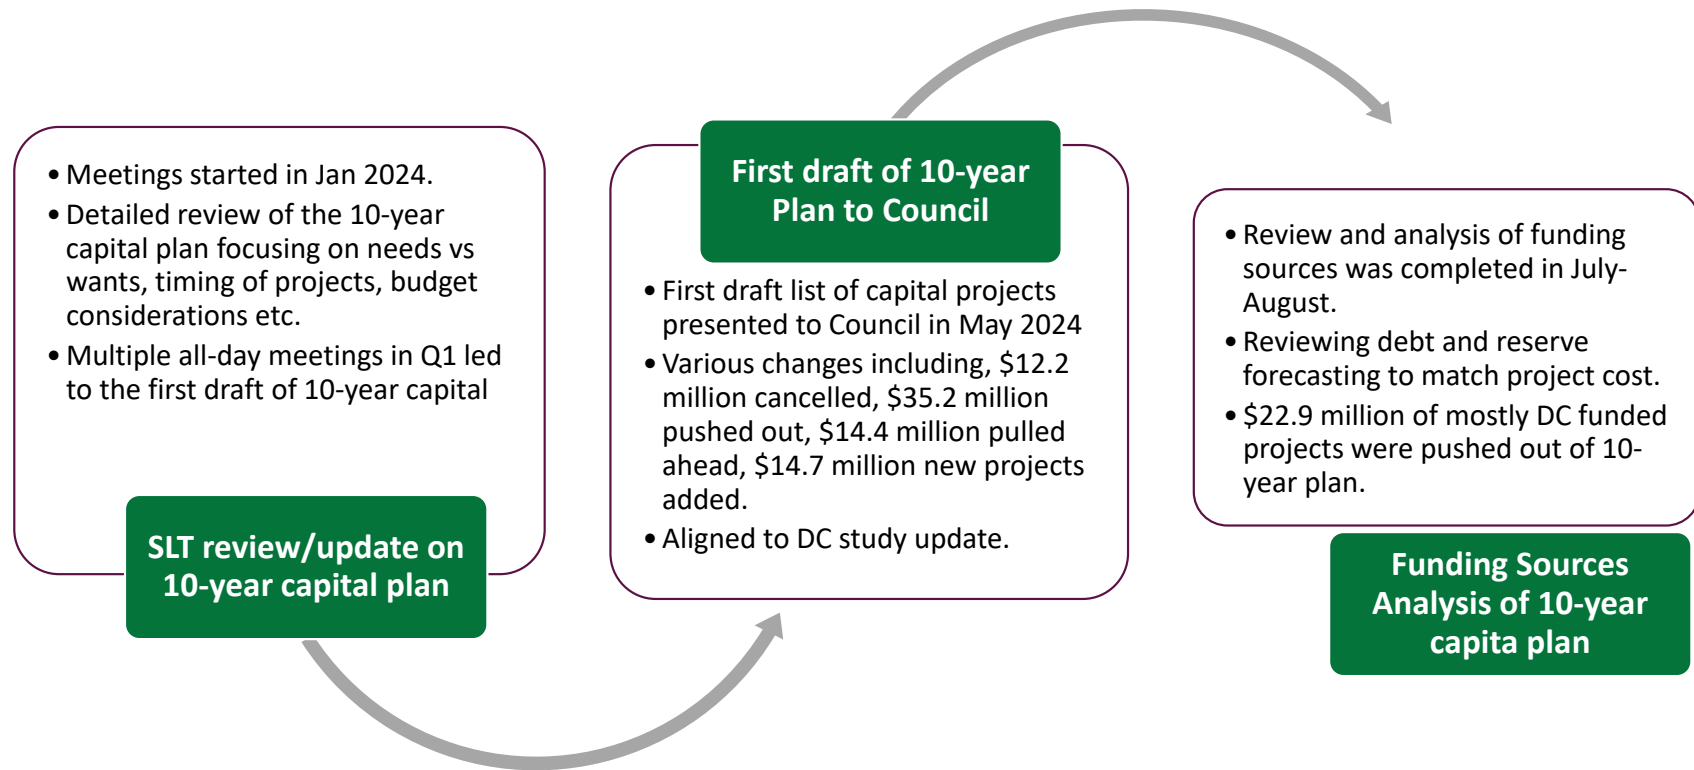 • Meetings started in Jan 2024.
• Detailed review of the 10-year
capital plan focusing on needs vs
wants, timing of projects, budget
considerations etc.
• Multiple all-day meetings in Q1 led
to the first draft of 10-year capital
SLT review/update on
10-year capital plan
First draft of 10-year
Plan to Council
• First draft list of capital projects
presented to Council in May 2024
• Various changes including, $12.2
million cancelled, $35.2 million
pushed out, $14.4 million pulled
ahead, $14.7 million new projects
added.
• Aligned to DC study update.
• Review and analysis of funding
sources was completed in July-
August.
• Reviewing debt and reserve
forecasting to match project cost.
• $22.9 million of mostly DC funded
projects were pushed out of 10-
year plan.
Funding Sources
Analysis of 10-year
capita plan